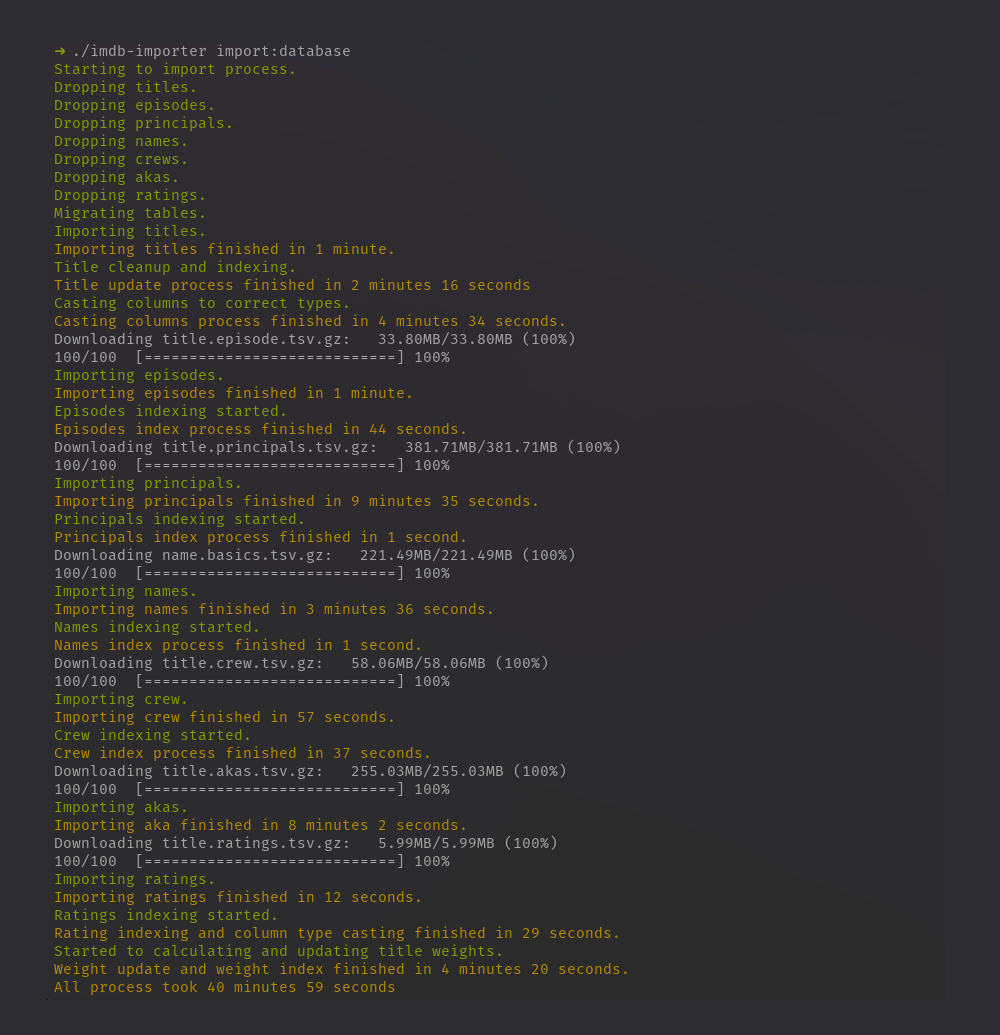 ➜ ./imdb-importer import:database
Starting to import process.
Dropping titles.
Dropping episodes.
Dropping principals.
Dropping names.
Dropping crews.
Dropping akas.
Dropping ratings.
Migrating tables.
Importing titles.
Importing titles finished in 1 minute.
Title cleanup and indexing.
Title update process finished in 2 minutes 16 seconds
Casting columns to correct types.
Casting columns process finished in 4 minutes 34 seconds.
Downloading title.episode.tsv.gz:   33.80MB/33.80MB (100%)
100/100  [============================] 100%
Importing episodes.
Importing episodes finished in 1 minute.
Episodes indexing started.
Episodes index process finished in 44 seconds.
Downloading title.principals.tsv.gz:   381.71MB/381.71MB (100%)
100/100  [============================] 100%
Importing principals.
Importing principals finished in 9 minutes 35 seconds.
Principals indexing started.
Principals index process finished in 1 second.
Downloading name.basics.tsv.gz:   221.49MB/221.49MB (100%)
100/100  [============================] 100%
Importing names.
Importing names finished in 3 minutes 36 seconds.
Names indexing started.
Names index process finished in 1 second.
Downloading title.crew.tsv.gz:   58.06MB/58.06MB (100%)
100/100  [============================] 100%
Importing crew.
Importing crew finished in 57 seconds.
Crew indexing started.
Crew index process finished in 37 seconds.
Downloading title.akas.tsv.gz:   255.03MB/255.03MB (100%)
100/100  [============================] 100%
Importing akas.
Importing aka finished in 8 minutes 2 seconds.
Downloading title.ratings.tsv.gz:   5.99MB/5.99MB (100%)
100/100  [============================] 100%
Importing ratings.
Importing ratings finished in 12 seconds.
Ratings indexing started.
Rating indexing and column type casting finished in 29 seconds.
Started to calculating and updating title weights.
Weight update and weight index finished in 4 minutes 20 seconds.
All process took 40 minutes 59 seconds